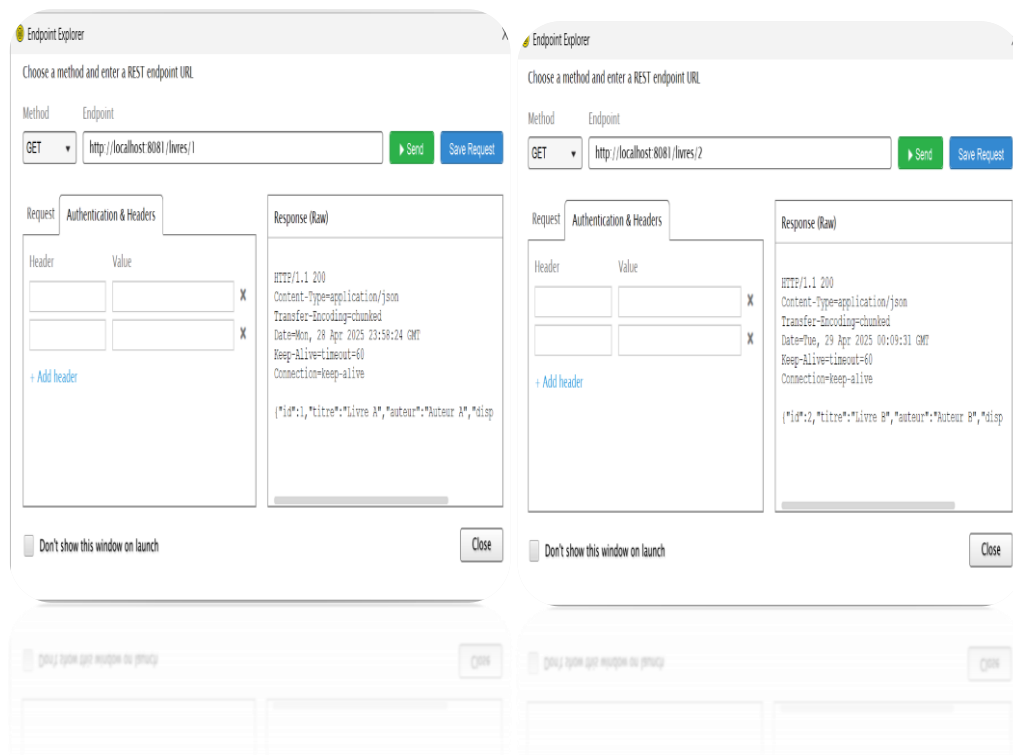 Endpoint Explorer
X
Choose a method and enter a REST endpoint URL
Method Endpoint
GET http://localhost:8081/livres/1 Send Save Request
Request Authentication & Headers
Response (Raw)
Header Value
X
X
+ Add header
HTTP/1.1 200
Content-Type=application/json
Transfer-Encoding=chunked
Date=Mon, 28 Apr 2025 23:58:24 GMT
Keep-Alive=timeout=60
Connection=keep-alive
{"id":1,"titre":"Livre A","auteur":"Auteur A","disp
Don't show this window on launch
Close
Endpoint Explorer
Choose a method and enter a REST endpoint URL
Method Endpoint
GET http://localhost:8081/livres/2 Send Save Request
Request Authentication & Headers
Response (Raw)
Header Value
X
X
+ Add header
HTTP/1.1 200
Content-Type=application/json
Transfer-Encoding=chunked
Date=Tue, 29 Apr 2025 00:09:31 GMT
Keep-Alive=timeout=60
Connection=keep-alive
{"id":2,"titre":"Livre B","auteur":"Auteur B","disp
Don't show this window on launch
Close